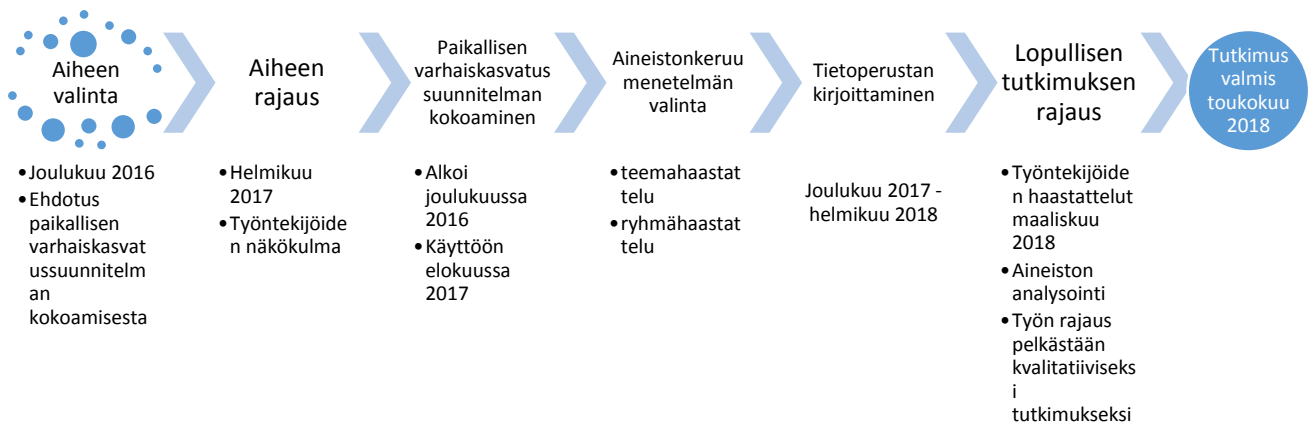 Aiheen
valinta
•Joulukuu 2016
•Ehdotus
paikallisen
varhaiskasvat
ussuunnitelm
an
kokoamisesta
Aiheen
rajaus
•Helmikuu
2017
•Työntekijöide
n näkökulma
Paikallisen
varhaiskasvatus
suunnitelman
kokoaminen
•Alkoi
joulukuussa
2016
•Käyttöön
elokuussa
2017
Aineistonkeruu
menetelmän
valinta
•teemahaastat
telu
•ryhmähaastat
telu
Tietoperustan
kirjoittaminen
Joulukuu 2017 -
helmikuu 2018
Lopullisen
tutkimuksen
rajaus
•Työntekijöide
n haastattelut
maaliskuu
2018
•Aineiston
analysointi
•Työn rajaus
pelkästään
kvalitatiiviseks
i
tutkimukseksi
Tutkimus
valmis
toukokuu
2018